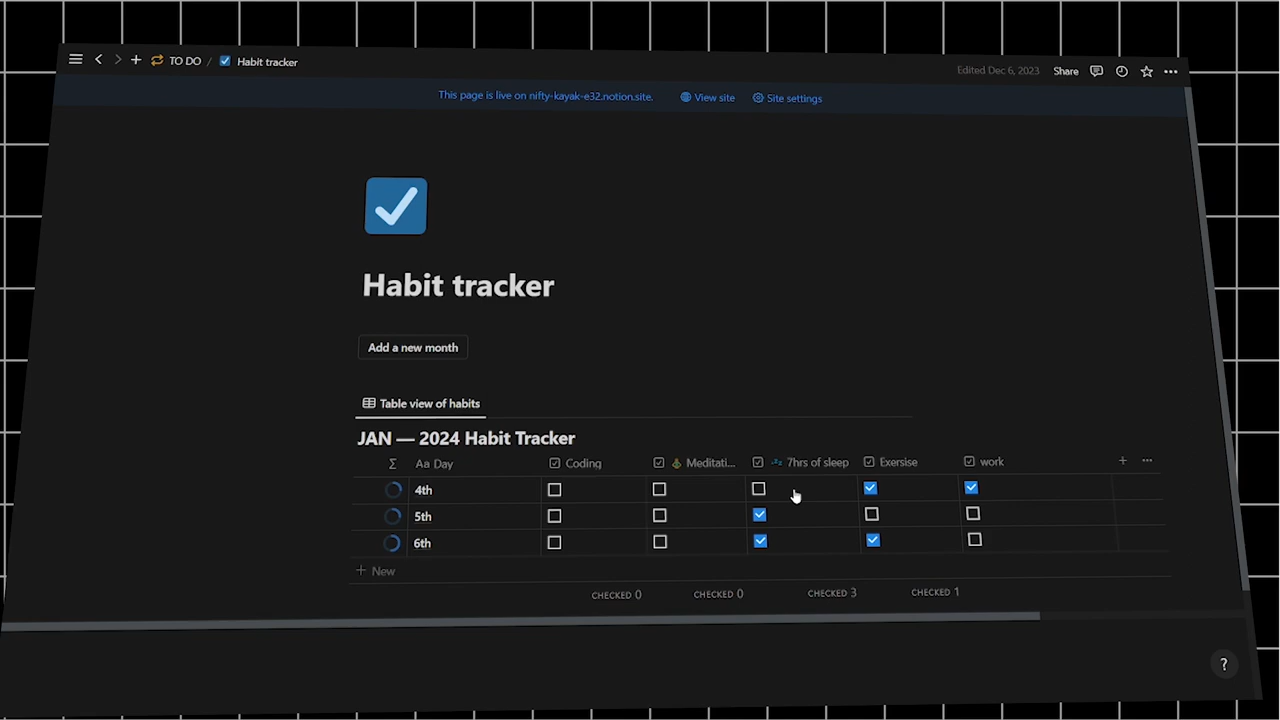 TO DO / Habit tracker
Edited Dec 6, 2023 Share
This page is live on nifty-kayak-e32.notion.site. View site Site settings
Habit tracker
Add a new month
Table view of habits
JAN — 2024 Habit Tracker
Σ Aa Day Coding Meditati... 7hrs of sleep Exersise work
4th
5th
6th
+ New
CHECKED 0 CHECKED 0 CHECKED 3 CHECKED 1
?